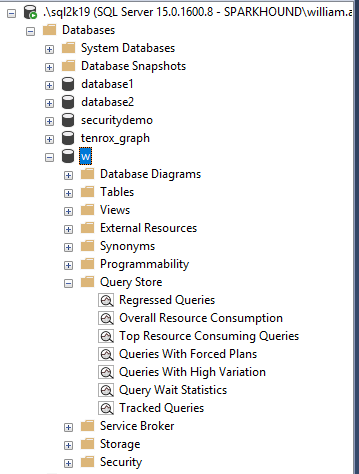 .\sql2k19 (SQL Server 15.0.1600.8 - SPARKHOUND\william.a
Databases
System Databases
Database Snapshots
database1
database2
securitydemo
tenrox_graph
w
Database Diagrams
Tables
Views
External Resources
Synonyms
Programmability
Query Store
Regressed Queries
Overall Resource Consumption
Top Resource Consuming Queries
Queries With Forced Plans
Queries With High Variation
Query Wait Statistics
Tracked Queries
Service Broker
Storage
Security